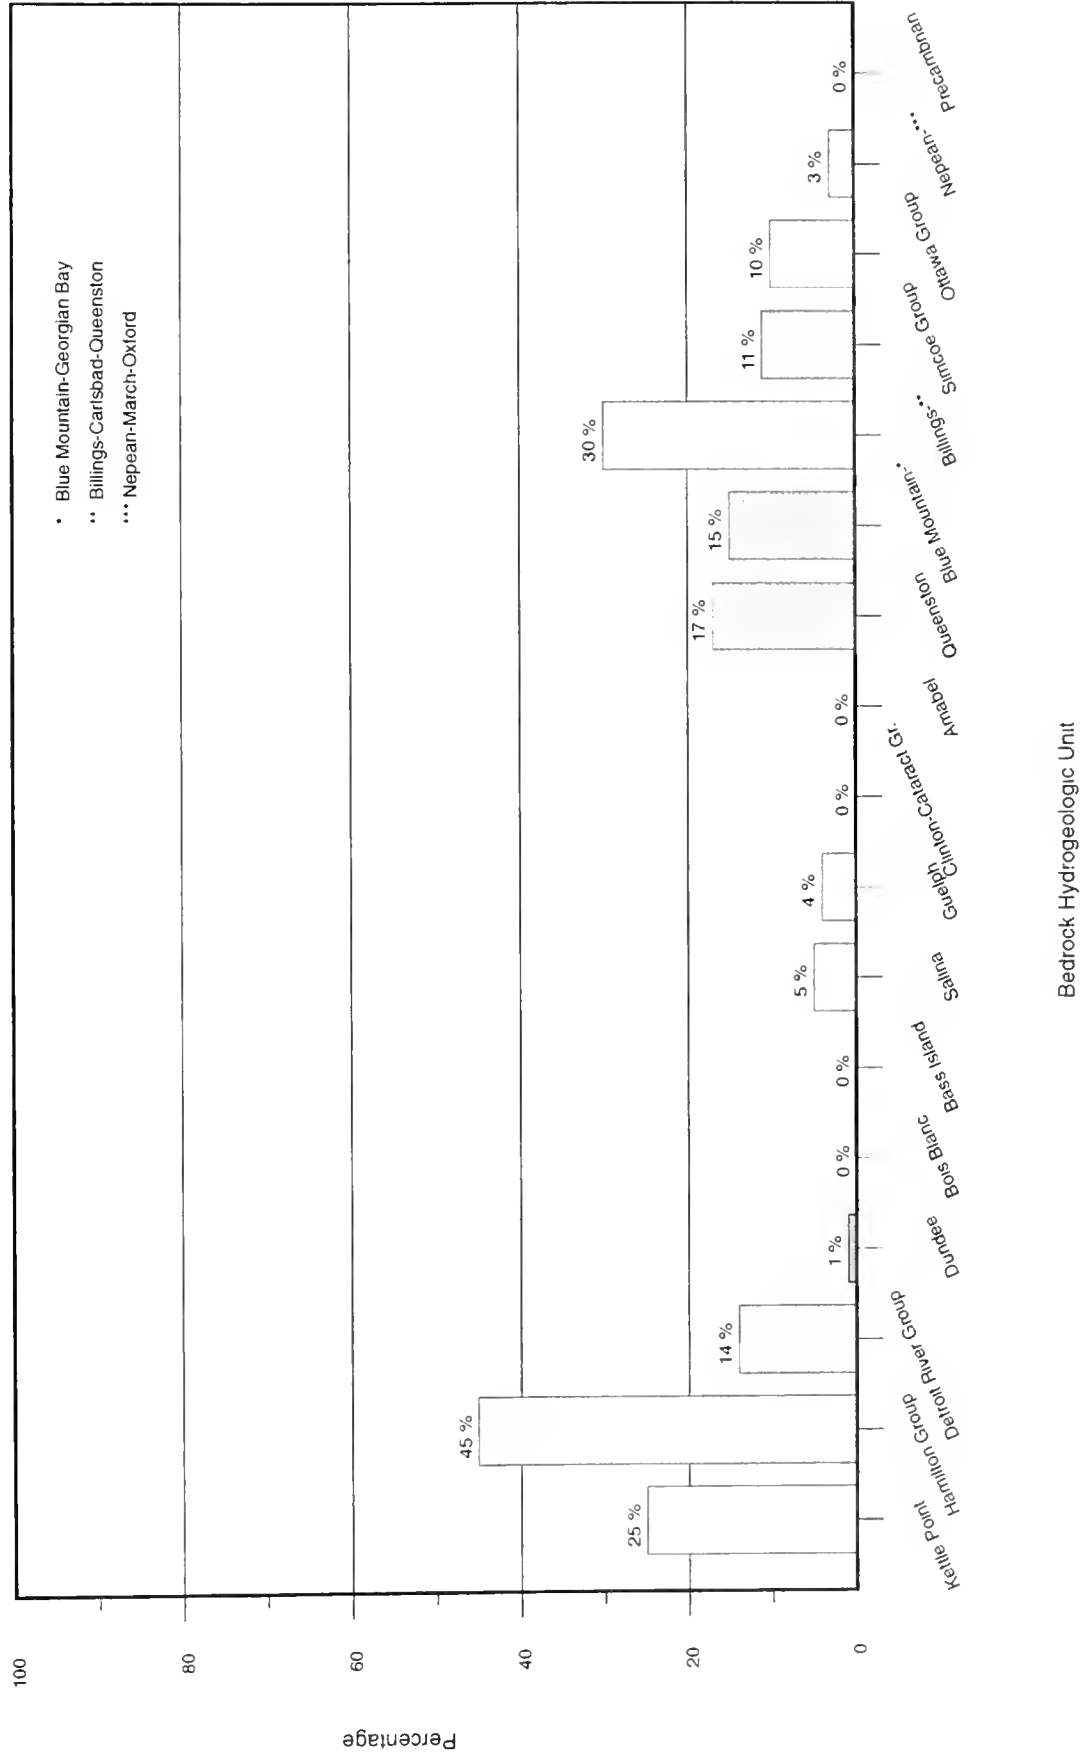 Percentage
100
80
60
40
20
0
* Blue Mountain-Georgian Bay
** Billings-Carlsbad-Queenston
*** Nepean-March-Oxford
25 %
45 %
14 %
1 %
0 %
0 %
5 %
4 %
0 %
0 %
17 %
15 %
30 %
11 %
10 %
3 %
0 %
Kettle Point
Hamilton Group
Detroit River Group
Dundee
Bois Blanc
Bass Island
Salina
Guelph
Clinton-Cataract Gr.
Amabel
Queenston
Blue Mountain-*
Billings-**
Simcoe Group
Ottawa Group
Nepean-***
Precambrian
Bedrock Hydrogeologic Unit